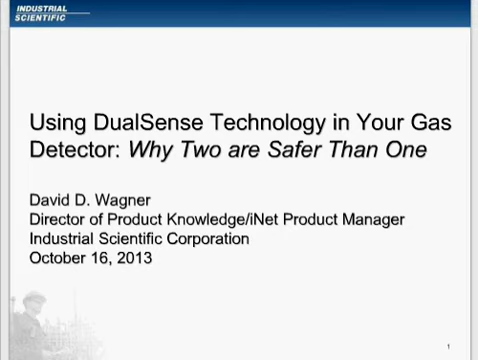 INDUSTRIAL
SCIENTIFIC
Using DualSense Technology in Your Gas
Detector: Why Two are Safer Than One
David D. Wagner
Director of Product Knowledge/iNet Product Manager
Industrial Scientific Corporation
October 16, 2013
1